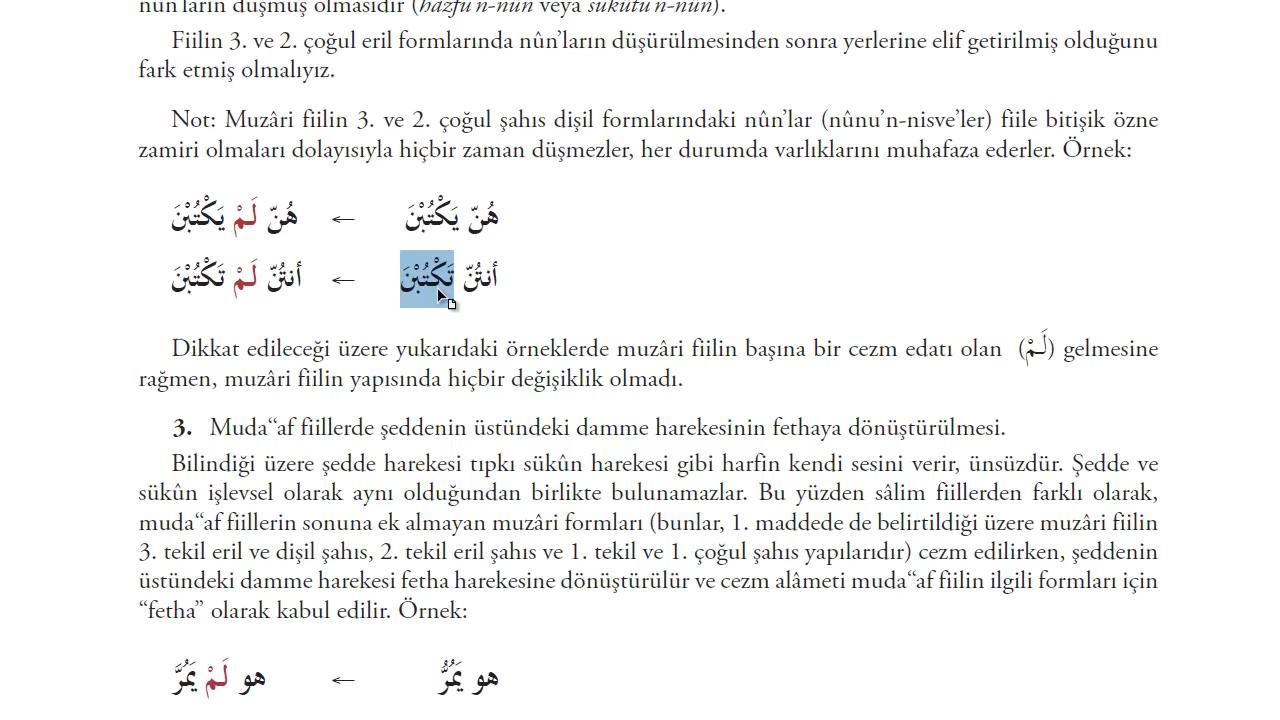 nûn'ların düşmüş olmasıdır (hazfu'n-nûn veya sukûtu'n-nûn).
Fiilin 3. ve 2. çoğul eril formlarında nûn'ların düşürülmesinden sonra yerlerine elif getirilmiş olduğunu
fark etmiş olmalıyız.
Not: Muzâri fiilin 3. ve 2. çoğul şahıs dişil formlarındaki nûn'lar (nûnu'n-nisve'ler) fiile bitişik özne
zamiri olmaları dolayısıyla hiçbir zaman düşmezler, her durumda varlıklarını muhafaza ederler. Örnek:
هُنّ يَكْتُبْنَ ← هُنّ لَمْ يَكْتُبْنَ
أنتُنّ تَكْتُبْنَ ← أنتُنّ لَمْ تَكْتُبْنَ
Dikkat edileceği üzere yukarıdaki örneklerde muzâri fiilin başına bir cezm edatı olan (لَمْ) gelmesine
rağmen, muzâri fiilin yapısında hiçbir değişiklik olmadı.
3. Muda“af fiillerde şeddenin üstündeki damme harekesinin fethaya dönüştürülmesi.
Bilindiği üzere şedde harekesi tıpkı sükûn harekesi gibi harfin kendi sesini verir, ünsüzdür. Şedde ve
sükûn işlevsel olarak aynı olduğundan birlikte bulunamazlar. Bu yüzden sâlim fiillerden farklı olarak,
muda“af fiillerin sonuna ek almayan muzâri formları (bunlar, 1. maddede de belirtildiği üzere muzâri fiilin
3. tekil eril ve dişil şahıs, 2. tekil eril şahıs ve 1. tekil ve 1. çoğul şahıs yapılarıdır) cezm edilirken, şeddenin
üstündeki damme harekesi fetha harekesine dönüştürülür ve cezm alâmeti muda“af fiilin ilgili formları için
“fetha” olarak kabul edilir. Örnek:
هو يَمُرُّ ← هو لَمْ يَمُرَّ